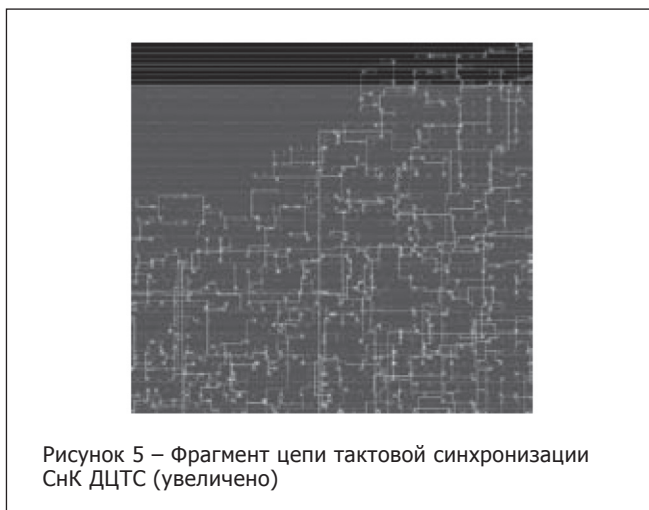 Рисунок 5 – Фрагмент цепи тактовой синхронизации
СнК ДЦТС (увеличено)